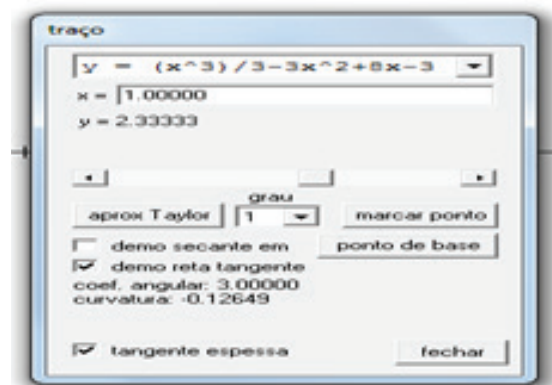 traço
y = (x^3)/3-3x^2+8x-3
x = 1.00000
y = 2.33333
grau
aprox Taylor 1 marcar ponto
demo secante em ponto de base
demo reta tangente
coef. angular: 3.00000
curvatura: -0.12649
tangente espessa fechar